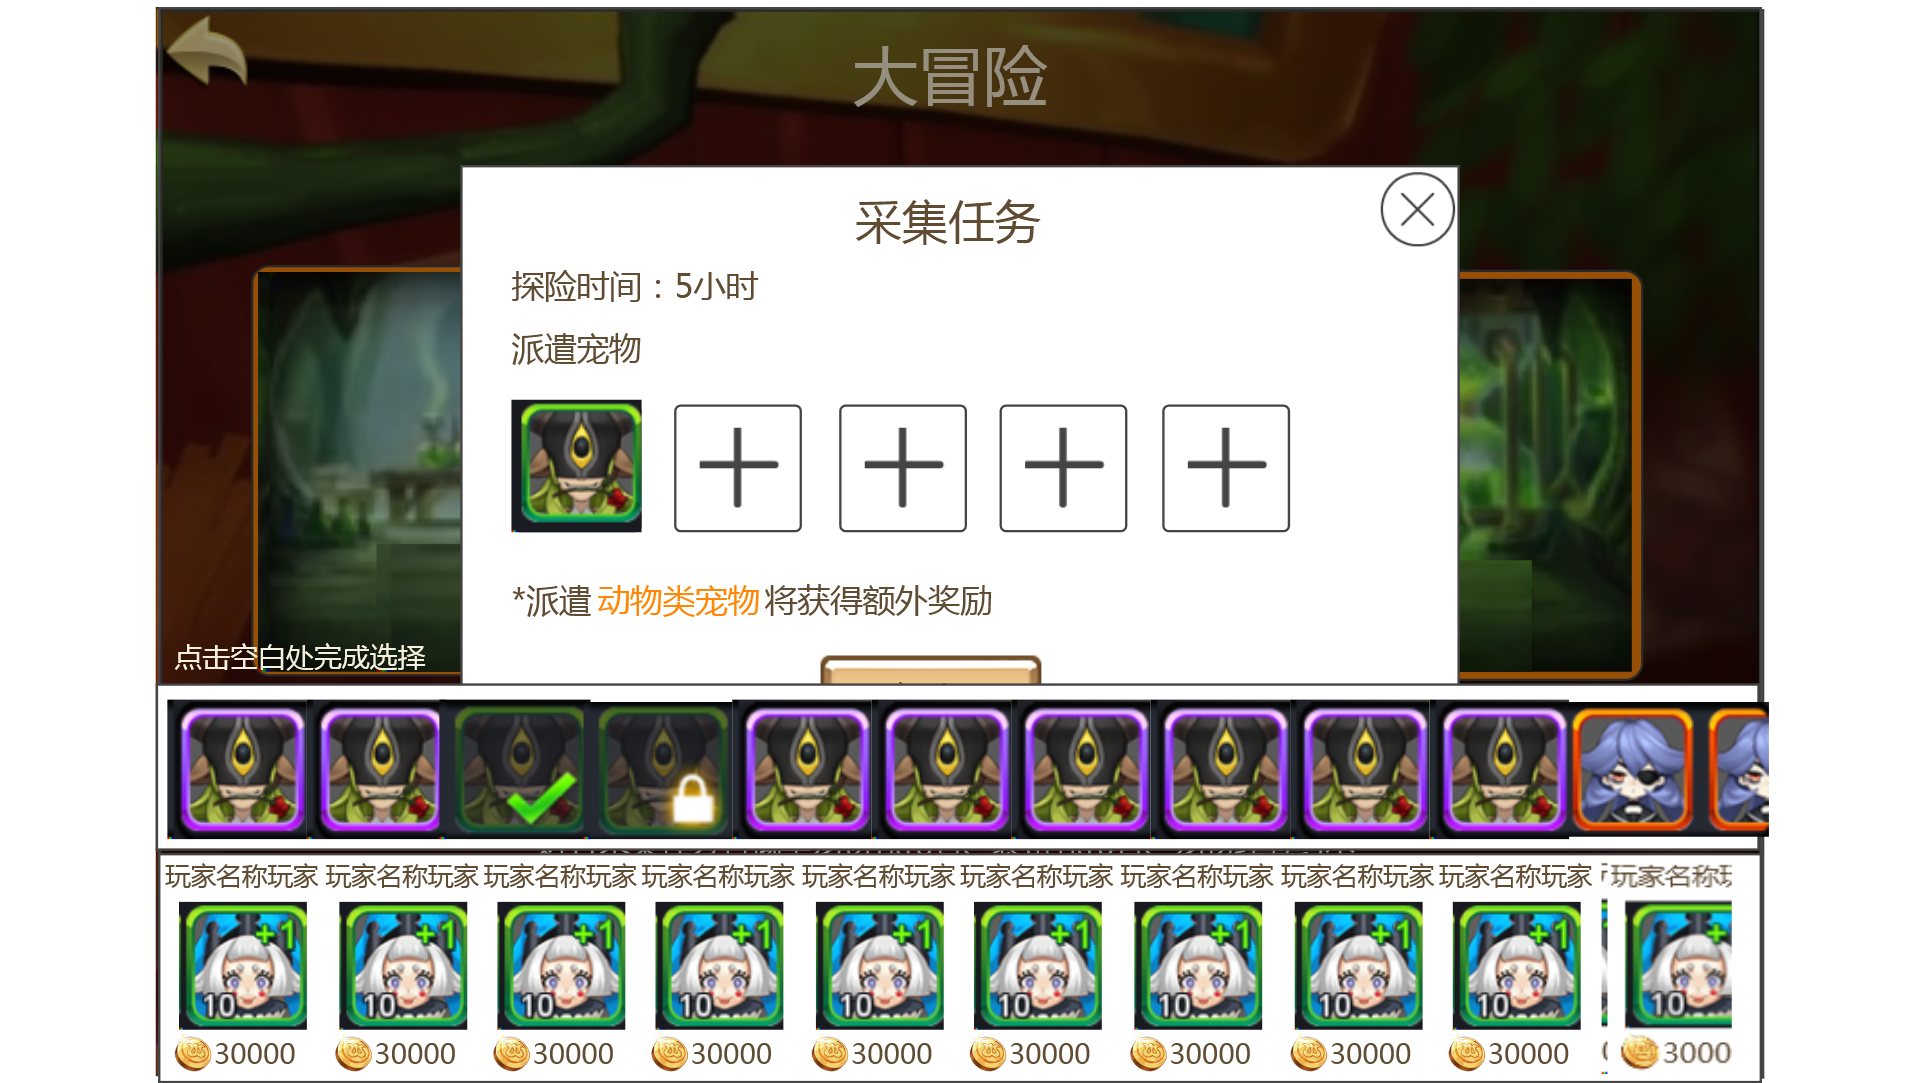 大冒险
采集任务
探险时间：5小时
派遣宠物
*派遣 动物类宠物 将获得额外奖励
点击空白处完成选择
玩家名称玩家 玩家名称玩家 玩家名称玩家 玩家名称玩家 玩家名称玩家 玩家名称玩家 玩家名称玩家 玩家名称玩家 玩家名称玩家 玩家名称
+1 +1 +1 +1 +1 +1 +1 +1 +1 +
10 10 10 10 10 10 10 10 10 10
30000 30000 30000 30000 30000 30000 30000 30000 30000 3000